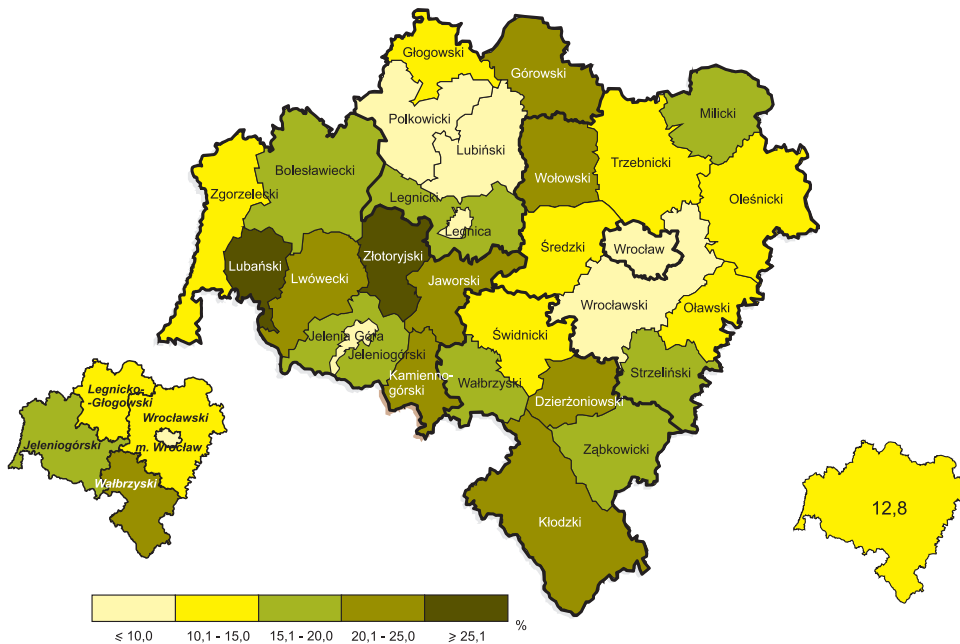 Głogowski
Górowski
Polkowicki
Milicki
Lubiński
Trzebnicki
Bolesławiecki
Wołowski
Zgorzelecki
Legnicki
Oleśnicki
Legnica
Lubański
Złotoryjski
Średzki
Wrocław
Lwówecki
Jaworski
Wrocławski
Oławski
Jelenia Góra
Świdnicki
Jeleniogórski
Kamienno-
górski
Wałbrzyski
Strzeliński
Dzierżoniowski
Ząbkowicki
Kłodzki
Legnicko-
-Głogowski
Wrocławski
Jeleniogórski
m. Wrocław
Wałbrzyski
12,8
%
⩽ 10,0 10,1 - 15,0 15,1 - 20,0 20,1 - 25,0 ⩾ 25,1